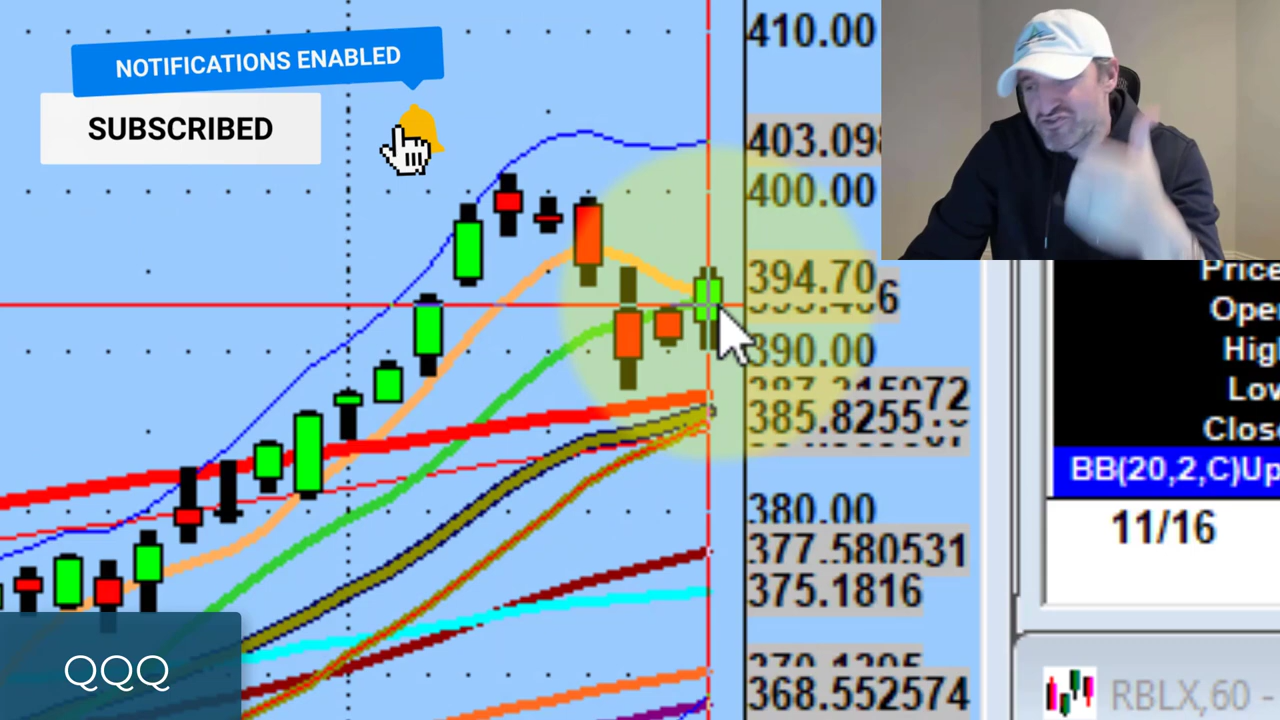 NOTIFICATIONS ENABLED
SUBSCRIBED
410.00
403.098
400.00
394.70
390.00
385.8255
380.00
377.580531
375.1816
368.552574
Price
Open
High
Low
Close
BB(20,2,C)Up
11/16
QQQ
RBLX,60 -